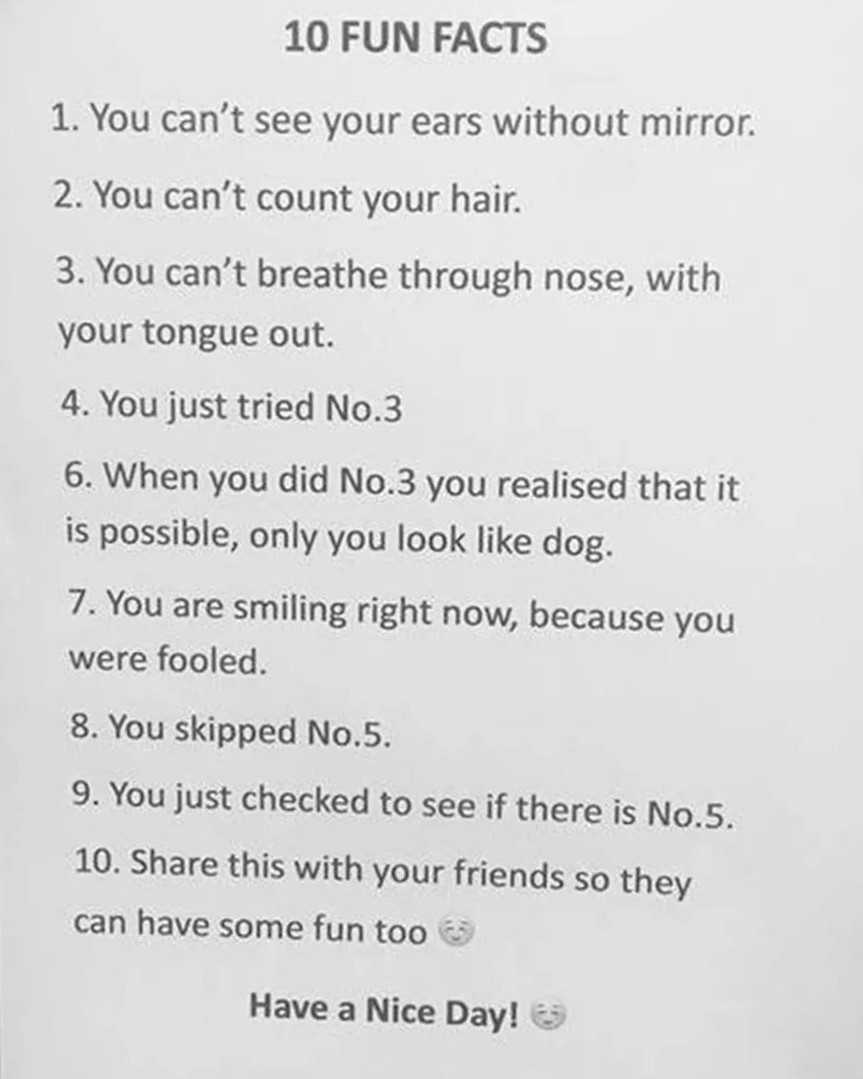 10 FUN FACTS
1. You can't see your ears without mirror.
2. You can't count your hair.
3. You can't breathe through nose, with
your tongue out.
4. You just tried No.3
6. When you did No.3 you realised that it
is possible, only you look like dog.
7. You are smiling right now, because you
were fooled.
8. You skipped No.5.
9. You just checked to see if there is No.5.
10. Share this with your friends so they
can have some fun too 😊
Have a Nice Day! 😊